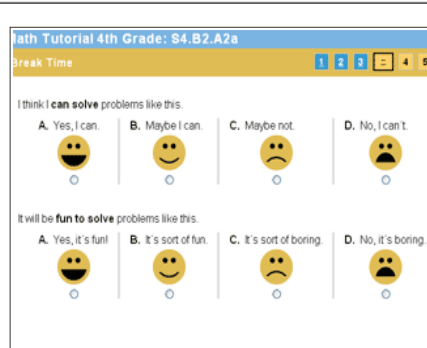 lath Tutorial 4th Grade: S4.B2.A2a
Break Time 1 2 3 = 4 5
I think I can solve problems like this.
A. Yes, I can. B. Maybe I can. C. Maybe not. D. No, I can't.
It will be fun to solve problems like this.
A. Yes, it's fun! B. It's sort of fun. C. It's sort of boring. D. No, it's boring.